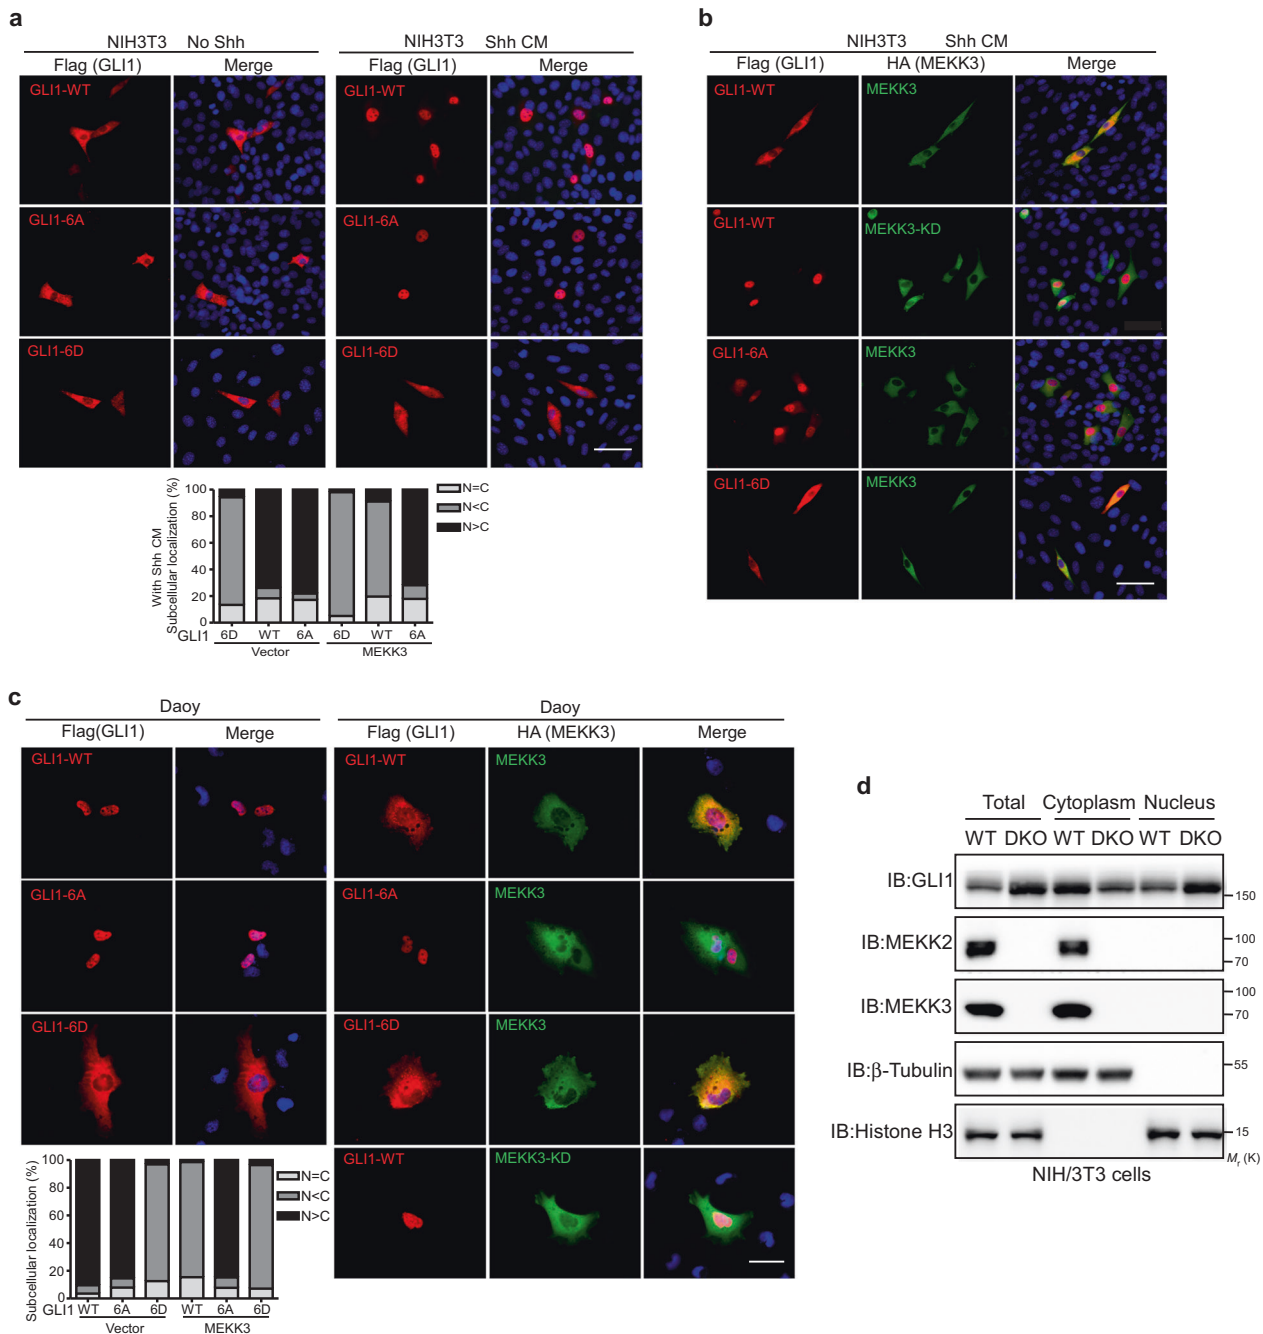 a
NIH3T3 No Shh
NIH3T3 Shh CM
Flag (GLI1) Merge Flag (GLI1) Merge
GLI1-WT GLI1-WT
GLI1-6A GLI1-6A
GLI1-6D GLI1-6D
With Shh CM
Subcellular localization (%)
100
80
60
40
20
0
N=C
N<C
N>C
GLI1 6D WT 6A 6D WT 6A
Vector MEKK3
b
NIH3T3 Shh CM
Flag (GLI1) HA (MEKK3) Merge
GLI1-WT MEKK3
GLI1-WT MEKK3-KD
GLI1-6A MEKK3
GLI1-6D MEKK3
c
Daoy Daoy
Flag(GLI1) Merge Flag (GLI1) HA (MEKK3) Merge
GLI1-WT GLI1-WT MEKK3
GLI1-6A GLI1-6A MEKK3
GLI1-6D GLI1-6D MEKK3
GLI1-WT MEKK3-KD
Subcellular localization (%)
100
80
60
40
20
0
N=C
N<C
N>C
GLI1 WT 6A 6D WT 6A 6D
Vector MEKK3
d
Total Cytoplasm Nucleus
WT DKO WT DKO WT DKO
IB:GLI1 150
IB:MEKK2 100
70
IB:MEKK3 100
70
IB:β-Tubulin 55
IB:Histone H3 15
Mr (K)
NIH/3T3 cells